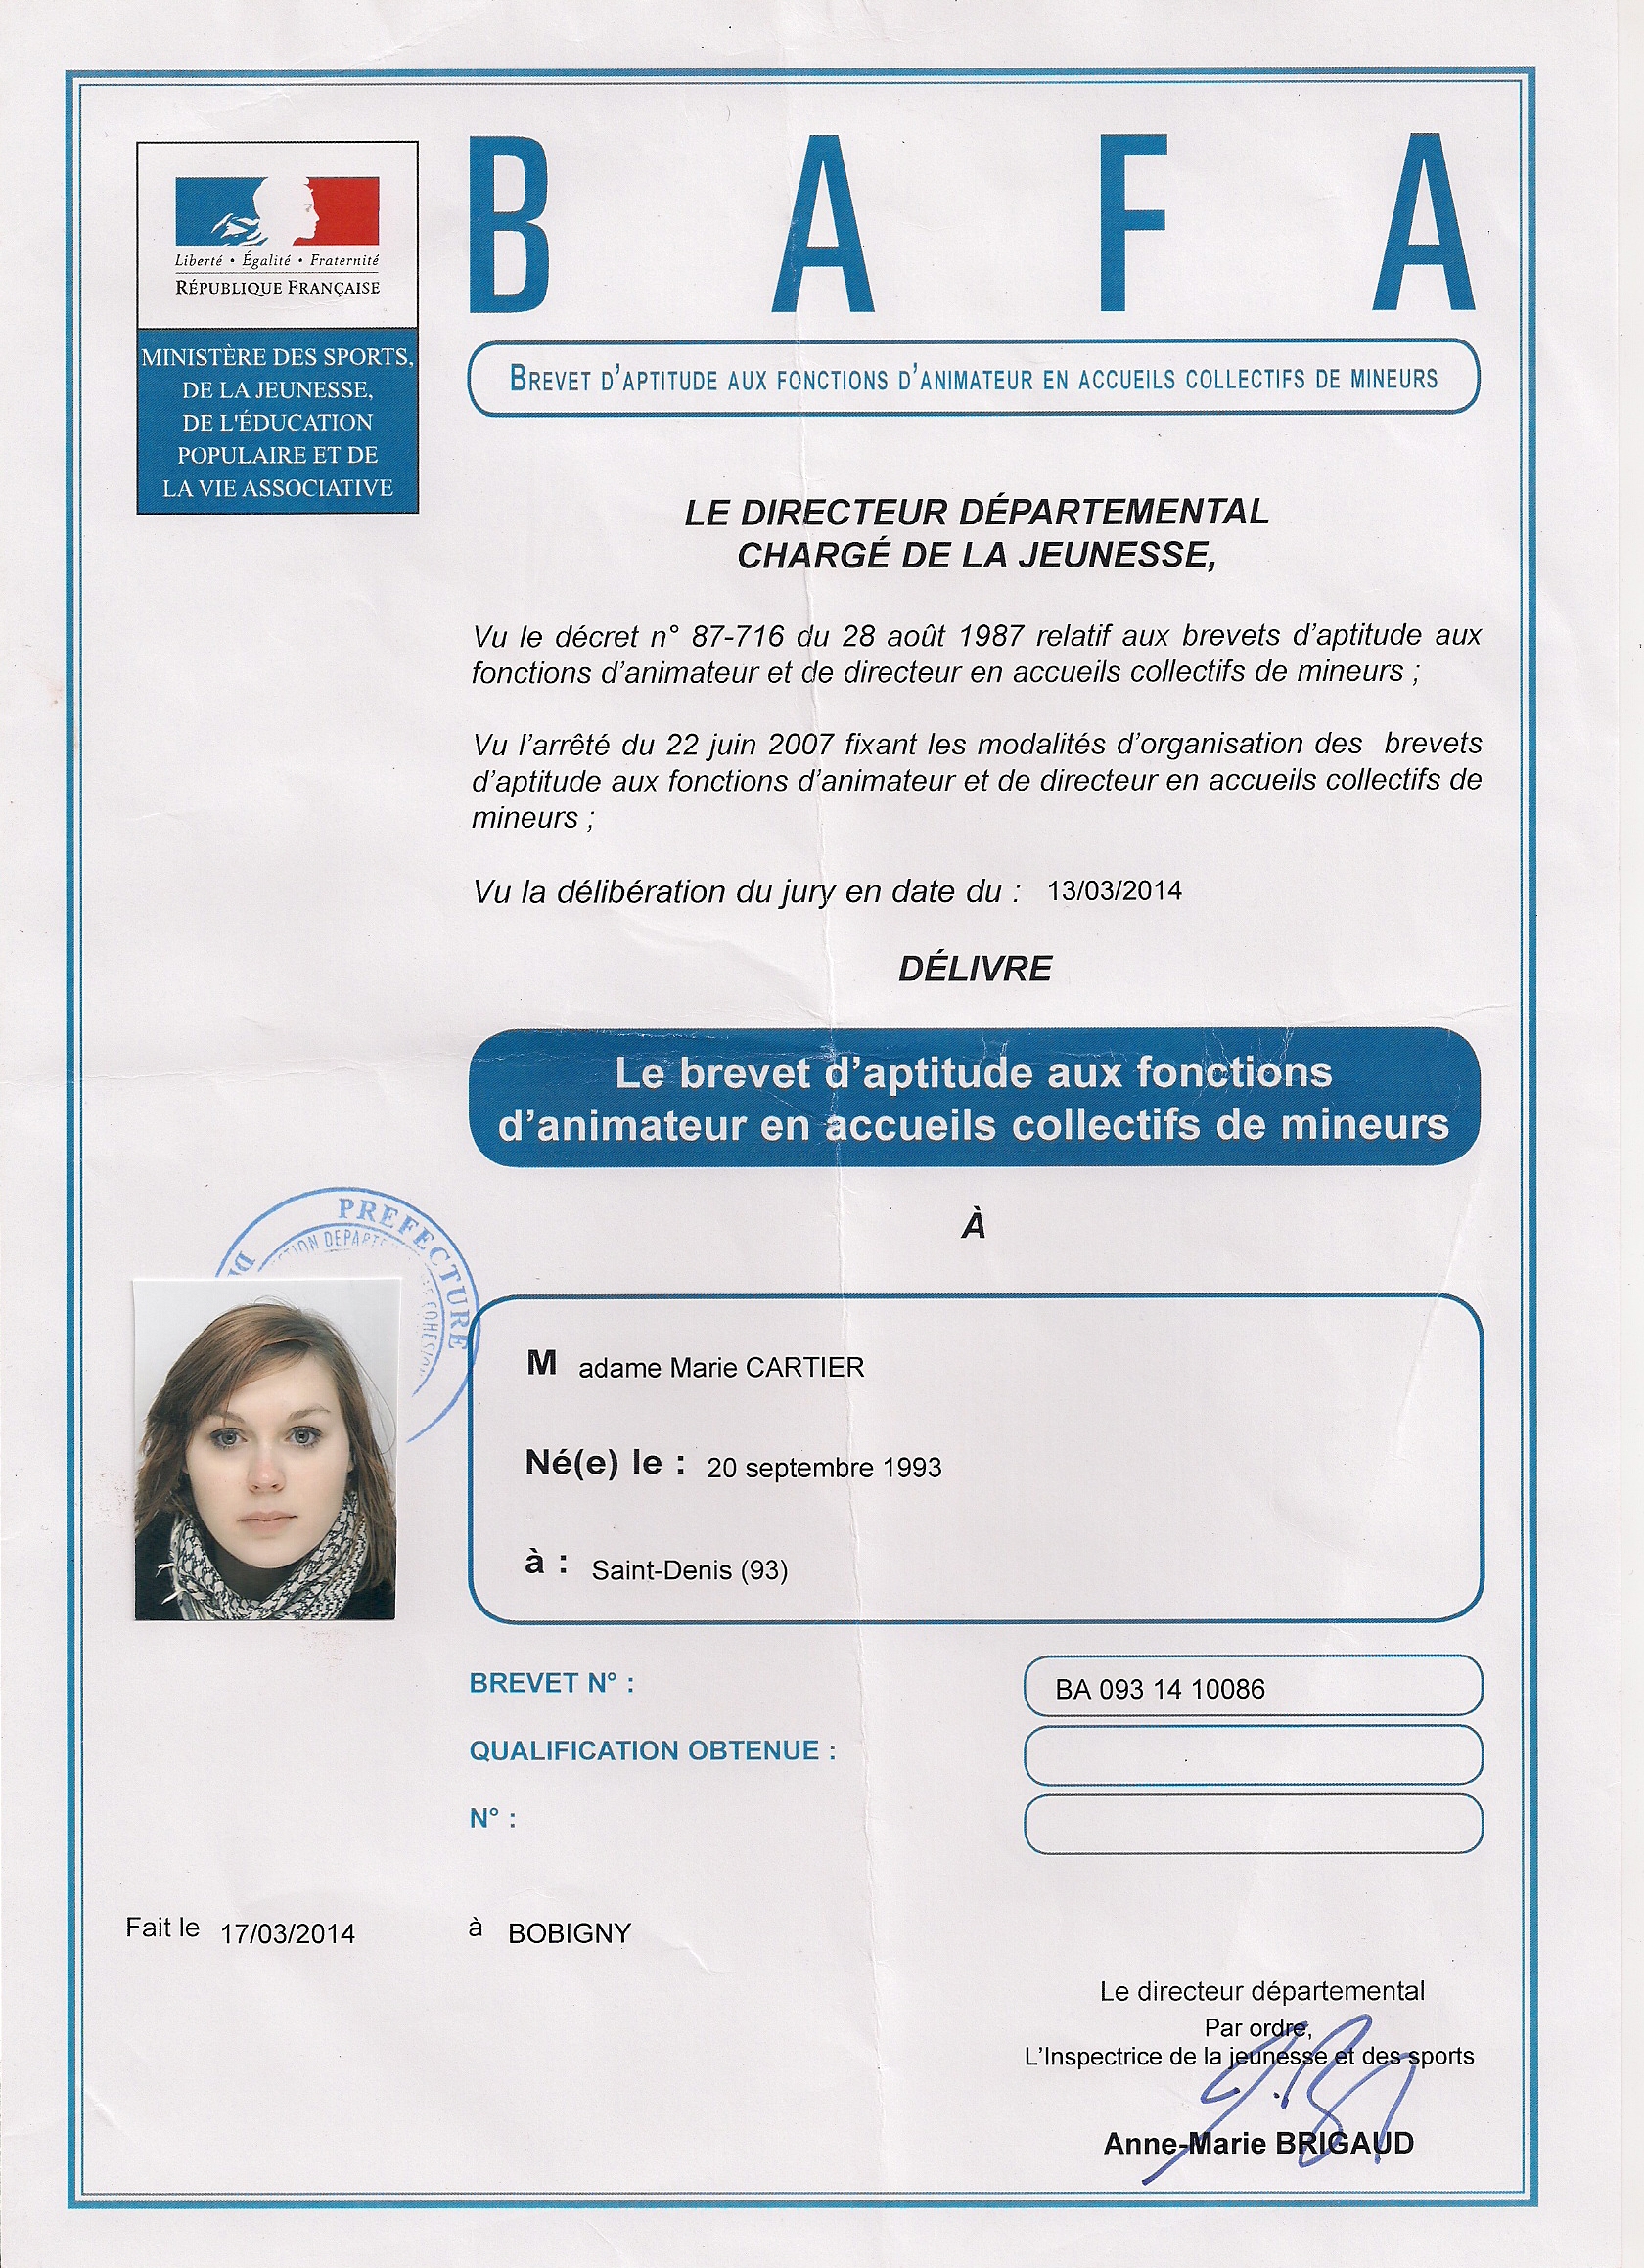 B A F A
Liberté • Égalité • Fraternité
RÉPUBLIQUE FRANÇAISE
MINISTÈRE DES SPORTS,
DE LA JEUNESSE,
DE L'ÉDUCATION
POPULAIRE ET DE
LA VIE ASSOCIATIVE
BREVET D'APTITUDE AUX FONCTIONS D'ANIMATEUR EN ACCUEILS COLLECTIFS DE MINEURS
LE DIRECTEUR DÉPARTEMENTAL
CHARGÉ DE LA JEUNESSE,
Vu le décret n° 87-716 du 28 août 1987 relatif aux brevets d'aptitude aux
fonctions d'animateur et de directeur en accueils collectifs de mineurs ;
Vu l'arrêté du 22 juin 2007 fixant les modalités d'organisation des brevets
d'aptitude aux fonctions d'animateur et de directeur en accueils collectifs de
mineurs ;
Vu la délibération du jury en date du : 13/03/2014
DÉLIVRE
Le brevet d'aptitude aux fonctions
d'animateur en accueils collectifs de mineurs
À
PREFECTURE
M adame Marie CARTIER
Né(e) le : 20 septembre 1993
à : Saint-Denis (93)
BREVET N° : BA 093 14 10086
QUALIFICATION OBTENUE :
N° :
Fait le 17/03/2014 à BOBIGNY
Le directeur départemental
Par ordre,
L'Inspectrice de la jeunesse et des sports
Anne-Marie BRIGAUD